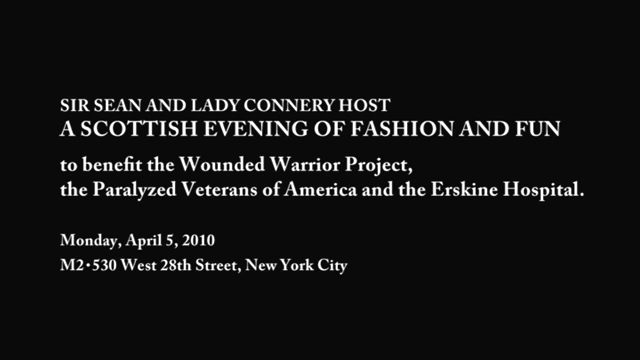 SIR SEAN AND LADY CONNERY HOST
A SCOTTISH EVENING OF FASHION AND FUN
to benefit the Wounded Warrior Project,
the Paralyzed Veterans of America and the Erskine Hospital.
Monday, April 5, 2010
M2•530 West 28th Street, New York City